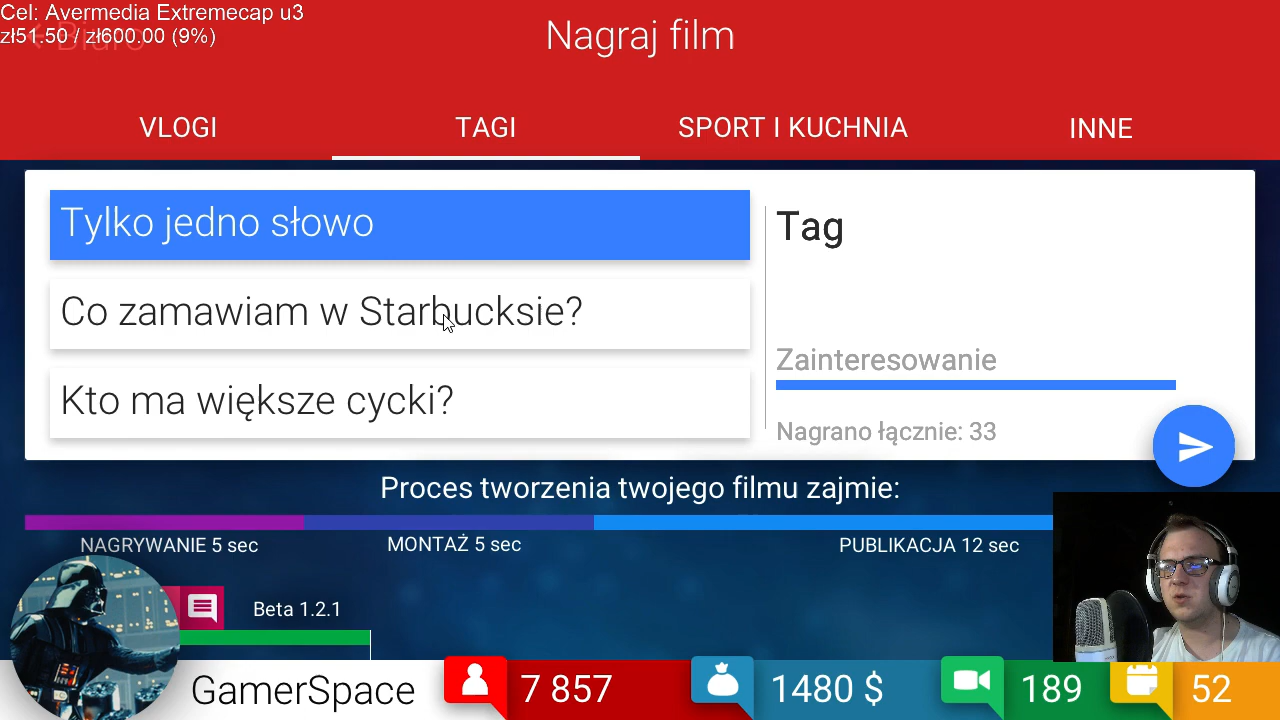 Cel: Avermedia Extremecap u3
zł51.50 / zł600.00 (9%)
Biuro
Nagraj film
VLOGI
TAGI
SPORT I KUCHNIA
INNE
Tylko jedno słowo
Co zamawiam w Starbucksie?
Kto ma większe cycki?
Tag
Zainteresowanie
Nagrano łącznie: 33
Proces tworzenia twojego filmu zajmie:
NAGRYWANIE 5 sec
MONTAŻ 5 sec
PUBLIKACJA 12 sec
Beta 1.2.1
GamerSpace
7 857
1480 $
189
52